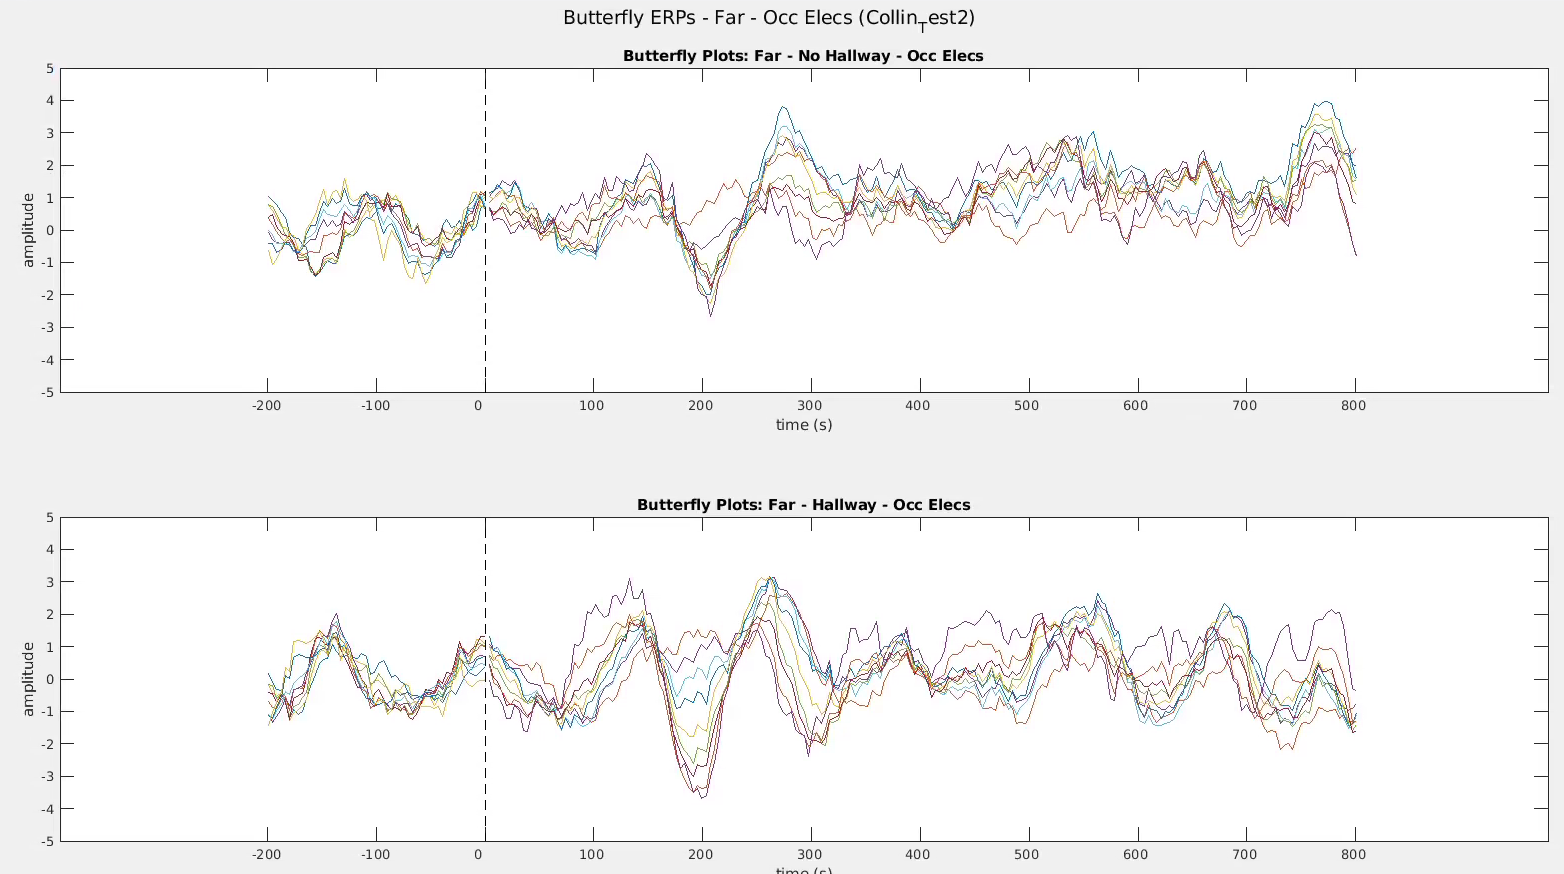 Butterfly ERPs - Far - Occ Elecs (Collin_Test2)
Butterfly Plots: Far - No Hallway - Occ Elecs
5
4
3
2
1
0
-1
-2
-3
-4
-5
amplitude
-200 -100 0 100 200 300 400 500 600 700 800
time (s)
Butterfly Plots: Far - Hallway - Occ Elecs
5
4
3
2
1
0
-1
-2
-3
-4
-5
amplitude
-200 -100 0 100 200 300 400 500 600 700 800
time (s)